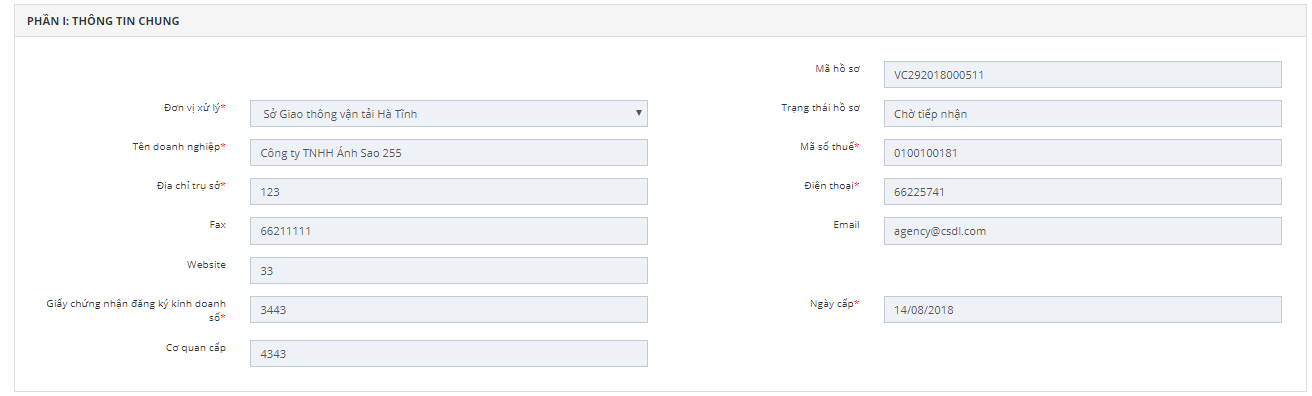 PHẦN I: THÔNG TIN CHUNG
Mã hồ sơ VC292018000511
Đơn vị xử lý* Sở Giao thông vận tải Hà Tĩnh Trạng thái hồ sơ Chờ tiếp nhận
Tên doanh nghiệp* Công ty TNHH Ánh Sao 255 Mã số thuế* 0100100181
Địa chỉ trụ sở* 123 Điện thoại* 66225741
Fax 66211111 Email agency@csdl.com
Website 33
Giấy chứng nhận đăng ký kinh doanh
số* 3443 Ngày cấp* 14/08/2018
Cơ quan cấp 4343